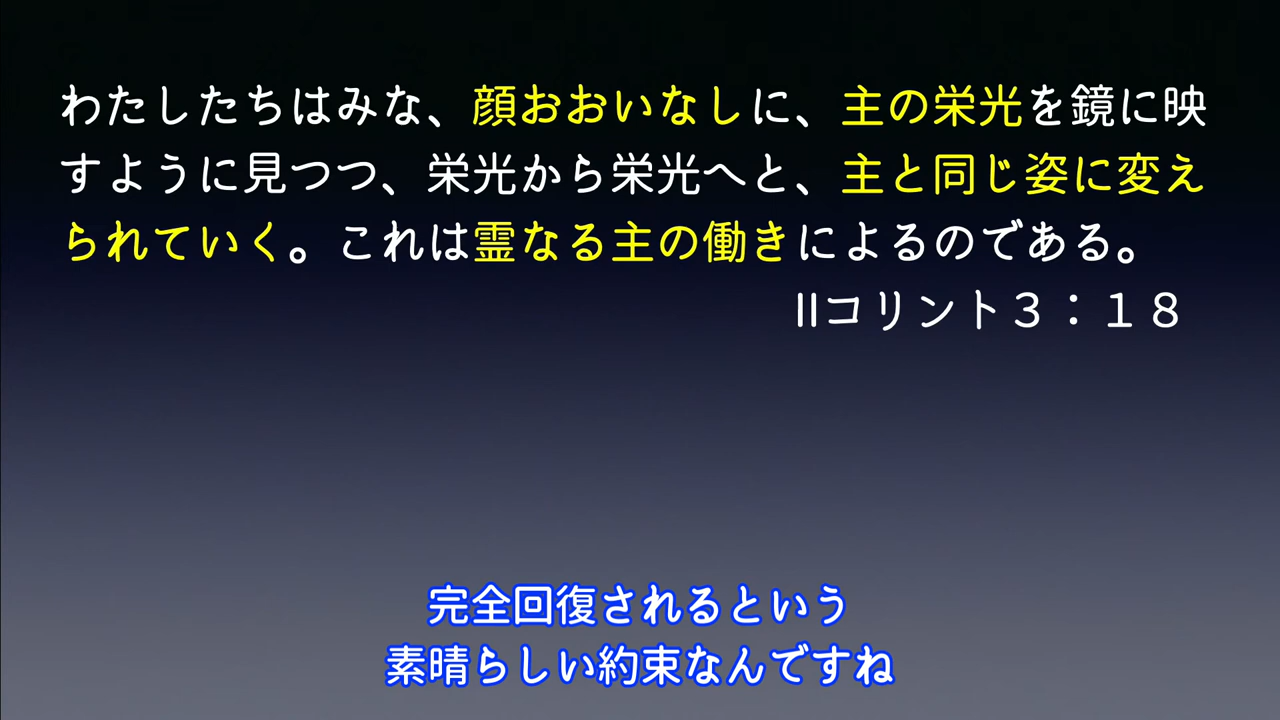 わたしたちはみな、顔おおいなしに、主の栄光を鏡に映
すように見つつ、栄光から栄光へと、主と同じ姿に変え
られていく。これは霊なる主の働きによるのである。
IIコリント３：１８
完全回復されるという
素晴らしい約束なんですね